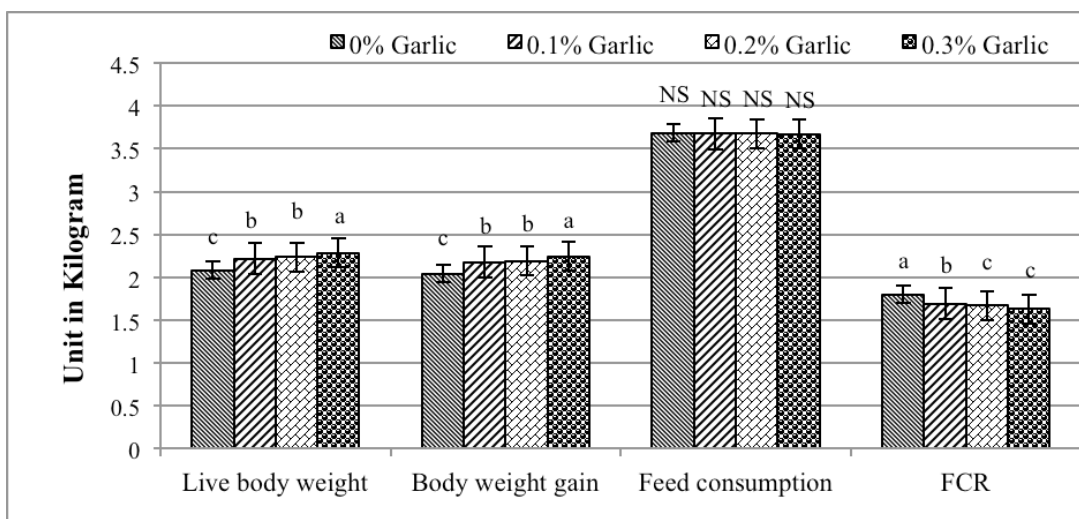 0% Garlic 0.1% Garlic 0.2% Garlic 0.3% Garlic
4.5
4
3.5
3
2.5
2
1.5
1
0.5
0
Unit in Kilogram
c b b a
c b b a
NS NS NS NS
a b c c
Live body weight Body weight gain Feed consumption FCR